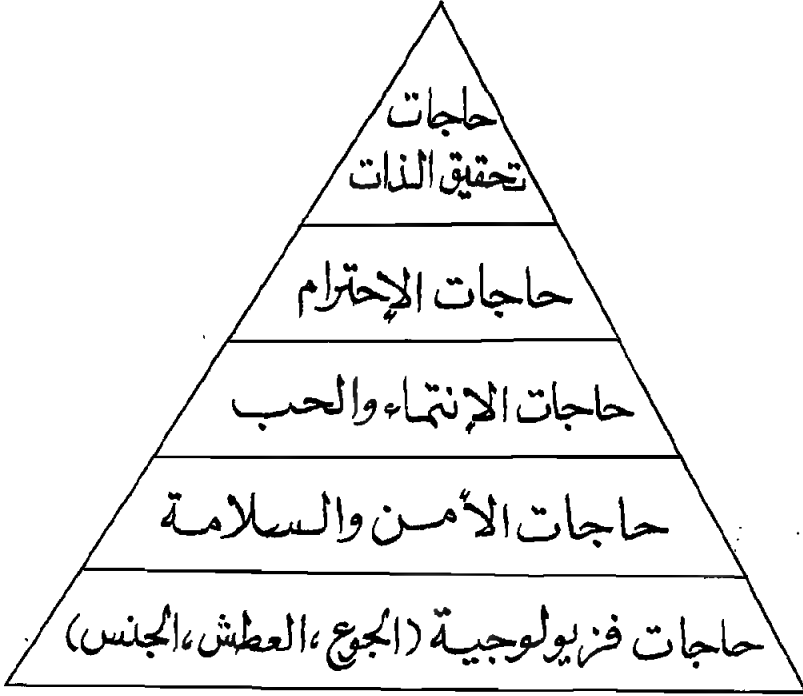 حاجات
تحقيق الذات
حاجات الإحترام
حاجات الإنتماء والحب
حاجات الأمن والسلامة
حاجات فزيولوجية (الجوع، العطش، الجنس)